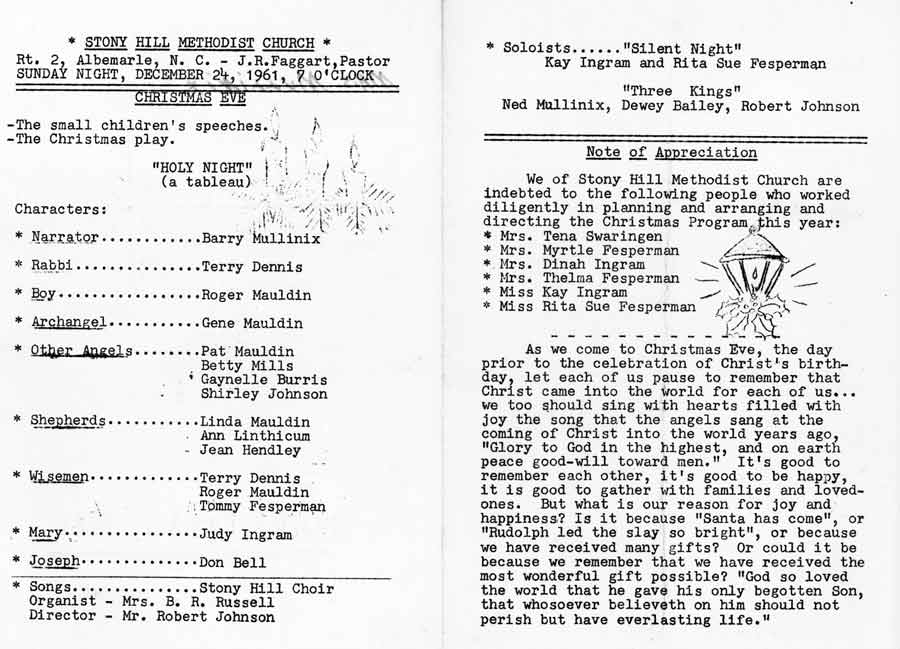 * STONY HILL METHODIST CHURCH *
Rt. 2, Albemarle, N. C. - J.R.Faggart,Pastor
SUNDAY NIGHT, DECEMBER 24, 1961, 7 O'CLOCK
CHRISTMAS EVE
-The small children's speeches.
-The Christmas play.
"HOLY NIGHT"
(a tableau)
Characters:
* Narrator............Barry Mullinix
* Rabbi...............Terry Dennis
* Boy.................Roger Mauldin
* Archangel...........Gene Mauldin
* Other Angels........Pat Mauldin
Betty Mills
Gaynelle Burris
Shirley Johnson
* Shepherds...........Linda Mauldin
Ann Linthicum
Jean Hendley
* Wisemen.............Terry Dennis
Roger Mauldin
Tommy Fesperman
* Mary................Judy Ingram
* Joseph..............Don Bell
* Songs...............Stony Hill Choir
Organist - Mrs. B. R. Russell
Director - Mr. Robert Johnson
* Soloists......"Silent Night"
Kay Ingram and Rita Sue Fesperman
"Three Kings"
Ned Mullinix, Dewey Bailey, Robert Johnson
Note of Appreciation
We of Stony Hill Methodist Church are
indebted to the following people who worked
diligently in planning and arranging and
directing the Christmas Program this year:
* Mrs. Tena Swaringen
* Mrs. Myrtle Fesperman
* Mrs. Dinah Ingram
* Mrs. Thelma Fesperman
* Miss Kay Ingram
* Miss Rita Sue Fesperman
- - - - - - - - - - - - - - -
As we come to Christmas Eve, the day
prior to the celebration of Christ's birth-
day, let each of us pause to remember that
Christ came into the world for each of us...
we too should sing with hearts filled with
joy the song that the angels sang at the
coming of Christ into the world years ago,
"Glory to God in the highest, and on earth
peace good-will toward men." It's good to
remember each other, it's good to be happy,
it is good to gather with families and loved-
ones. But what is our reason for joy and
happiness? Is it because "Santa has come", or
"Rudolph led the slay so bright", or because
we have received many gifts? Or could it be
because we remember that we have received the
most wonderful gift possible? "God so loved
the world that he gave his only begotten Son,
that whosoever believeth on him should not
perish but have everlasting life."